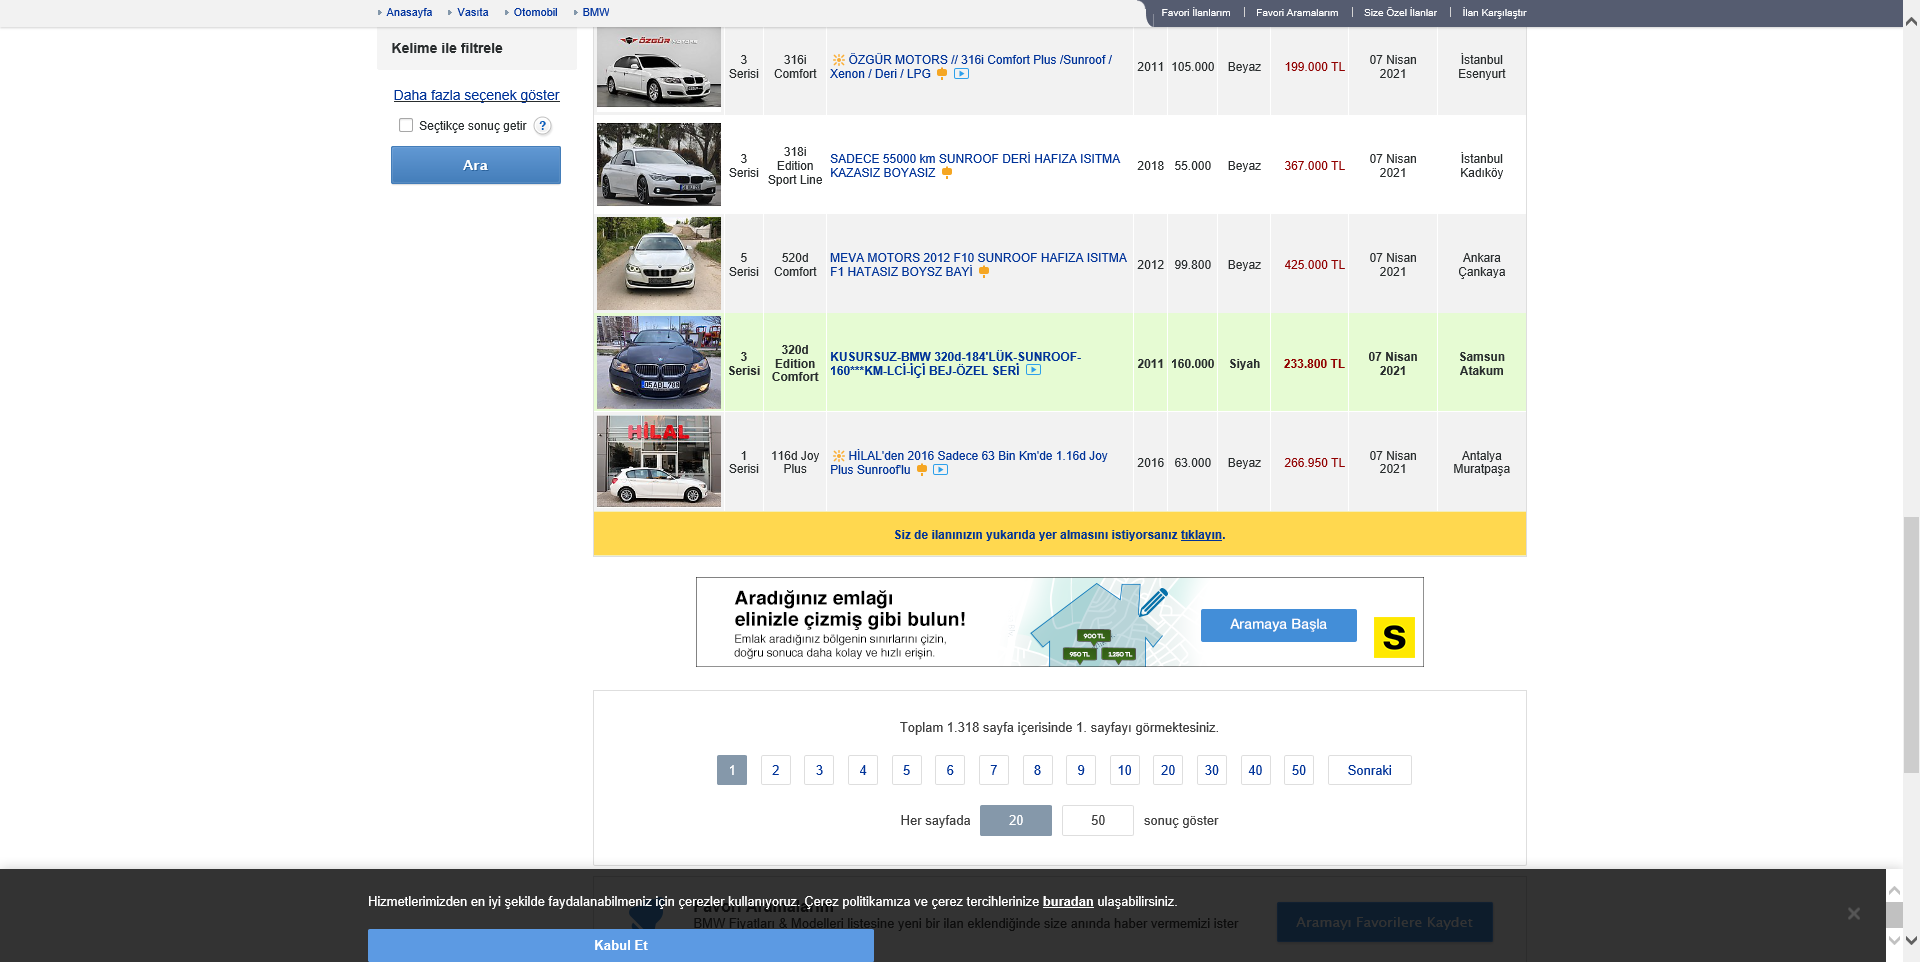 Anasayfa Vasıta Otomobil BMW
Favori İlanlarım Favori Aramalarım Size Özel İlanlar İlan Karşılaştır
Kelime ile filtrele
Daha fazla seçenek göster
Seçtikçe sonuç getir ?
Ara
ÖZGÜR MOTORS
3 Serisi
316i Comfort
ÖZGÜR MOTORS // 316i Comfort Plus /Sunroof /
Xenon / Deri / LPG
2011 105.000 Beyaz 199.000 TL
07 Nisan 2021
İstanbul Esenyurt
3 Serisi
318i Edition Sport Line
SADECE 55000 km SUNROOF DERİ HAFIZA ISITMA
KAZASIZ BOYASIZ
2018 55.000 Beyaz 367.000 TL
07 Nisan 2021
İstanbul Kadıköy
5 Serisi
520d Comfort
MEVA MOTORS 2012 F10 SUNROOF HAFIZA ISITMA
F1 HATASIZ BOYSZ BAYİ
2012 99.800 Beyaz 425.000 TL
07 Nisan 2021
Ankara Çankaya
3 Serisi
320d Edition Comfort
KUSURSUZ-BMW 320d-184'LÜK-SUNROOF-
160***KM-LCİ-İÇİ BEJ-ÖZEL SERİ
2011 160.000 Siyah 233.800 TL
07 Nisan 2021
Samsun Atakum
HİLAL
1 Serisi
116d Joy Plus
HİLAL'den 2016 Sadece 63 Bin Km'de 1.16d Joy
Plus Sunroof'lu
2016 63.000 Beyaz 266.950 TL
07 Nisan 2021
Antalya Muratpaşa
Siz de ilanınızın yukarıda yer almasını istiyorsanız tıklayın.
Aradığınız emlağı
elinizle çizmiş gibi bulun!
Emlak aradığınız bölgenin sınırlarını çizin,
doğru sonuca daha kolay ve hızlı erişin.
900 TL
950 TL 1.250 TL
Aramaya Başla
S
Toplam 1.318 sayfa içerisinde 1. sayfayı görmektesiniz.
1 2 3 4 5 6 7 8 9 10 20 30 40 50 Sonraki
Her sayfada 20 50 sonuç göster
Hizmetlerimizden en iyi şekilde faydalanabilmeniz için çerezler kullanıyoruz. Çerez politikamıza ve çerez tercihlerinize buradan ulaşabilirsiniz.
Favori Aramalarım
BMW Fiyatları & Modelleri listesine yeni bir ilan eklendiğinde size anında haber vermemizi ister
Aramayı Favorilere Kaydet
Kabul Et